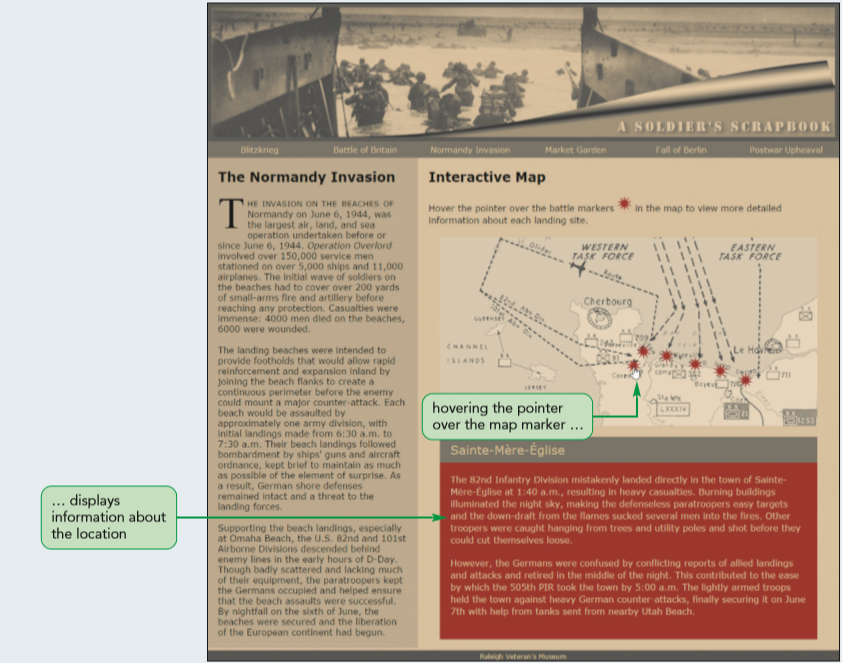 A SOLDIER'S SCRAPBOOK
Blitzkrieg Battle of Britain Normandy Invasion Market Garden Fall of Berlin Postwar Upheaval
The Normandy Invasion
THE INVASION ON THE BEACHES OF
Normandy on June 6, 1944, was
the largest air, land, and sea
operation undertaken before or
since June 6, 1944. Operation Overlord
involved over 150,000 service men
stationed on over 5,000 ships and 11,000
airplanes. The initial wave of soldiers on
the beaches had to cover over 200 yards
of small-arms fire and artillery before
reaching any protection. Casualties were
immense: 4000 men died on the beaches,
6000 were wounded.
The landing beaches were intended to
provide footholds that would allow rapid
reinforcement and expansion inland by
joining the beach flanks to create a
continuous perimeter before the enemy
could mount a major counter-attack. Each
beach would be assaulted by
approximately one army division, with
initial landings made from 6:30 a.m. to
7:30 a.m. Their beach landings followed
bombardment by ships' guns and aircraft
ordnance, kept brief to maintain as much
as possible of the element of surprise. As
a result, German shore defenses
remained intact and a threat to the
landing forces.
Supporting the beach landings, especially
at Omaha Beach, the U.S. 82nd and 101st
Airborne Divisions descended behind
enemy lines in the early hours of D-Day.
Though badly scattered and lacking much
of their equipment, the paratroopers kept
the Germans occupied and helped ensure
that the beach assaults were successful.
By nightfall on the sixth of June, the
beaches were secured and the liberation
of the European continent had begun.
Interactive Map
Hover the pointer over the battle markers in the map to view more detailed
information about each landing site.
Glider
Route
WESTERN
TASK FORCE
EASTERN
TASK FORCE
82nd Abn Div
101st Abn Div
Cherbourg
709
Le Havre
CHANNEL
ISLANDS
JERSEY
711
LXXXIV
hovering the pointer
over the map marker ...
Sainte-Mère-Église
The 82nd Infantry Division mistakenly landed directly in the town of Sainte-
Mère-Église at 1:40 a.m., resulting in heavy casualties. Burning buildings
illuminated the night sky, making the defenseless paratroopers easy targets
and the down-draft from the flames sucked several men into the fires. Other
troopers were caught hanging from trees and utility poles and shot before they
could cut themselves loose.
However, the Germans were confused by conflicting reports of allied landings
and attacks and retired in the middle of the night. This contributed to the ease
by which the 505th PIR took the town by 5:00 a.m. The lightly armed troops
held the town against heavy German counter-attacks, finally securing it on June
7th with help from tanks sent from nearby Utah Beach.
... displays
information about
the location
Raleigh Veteran's Museum